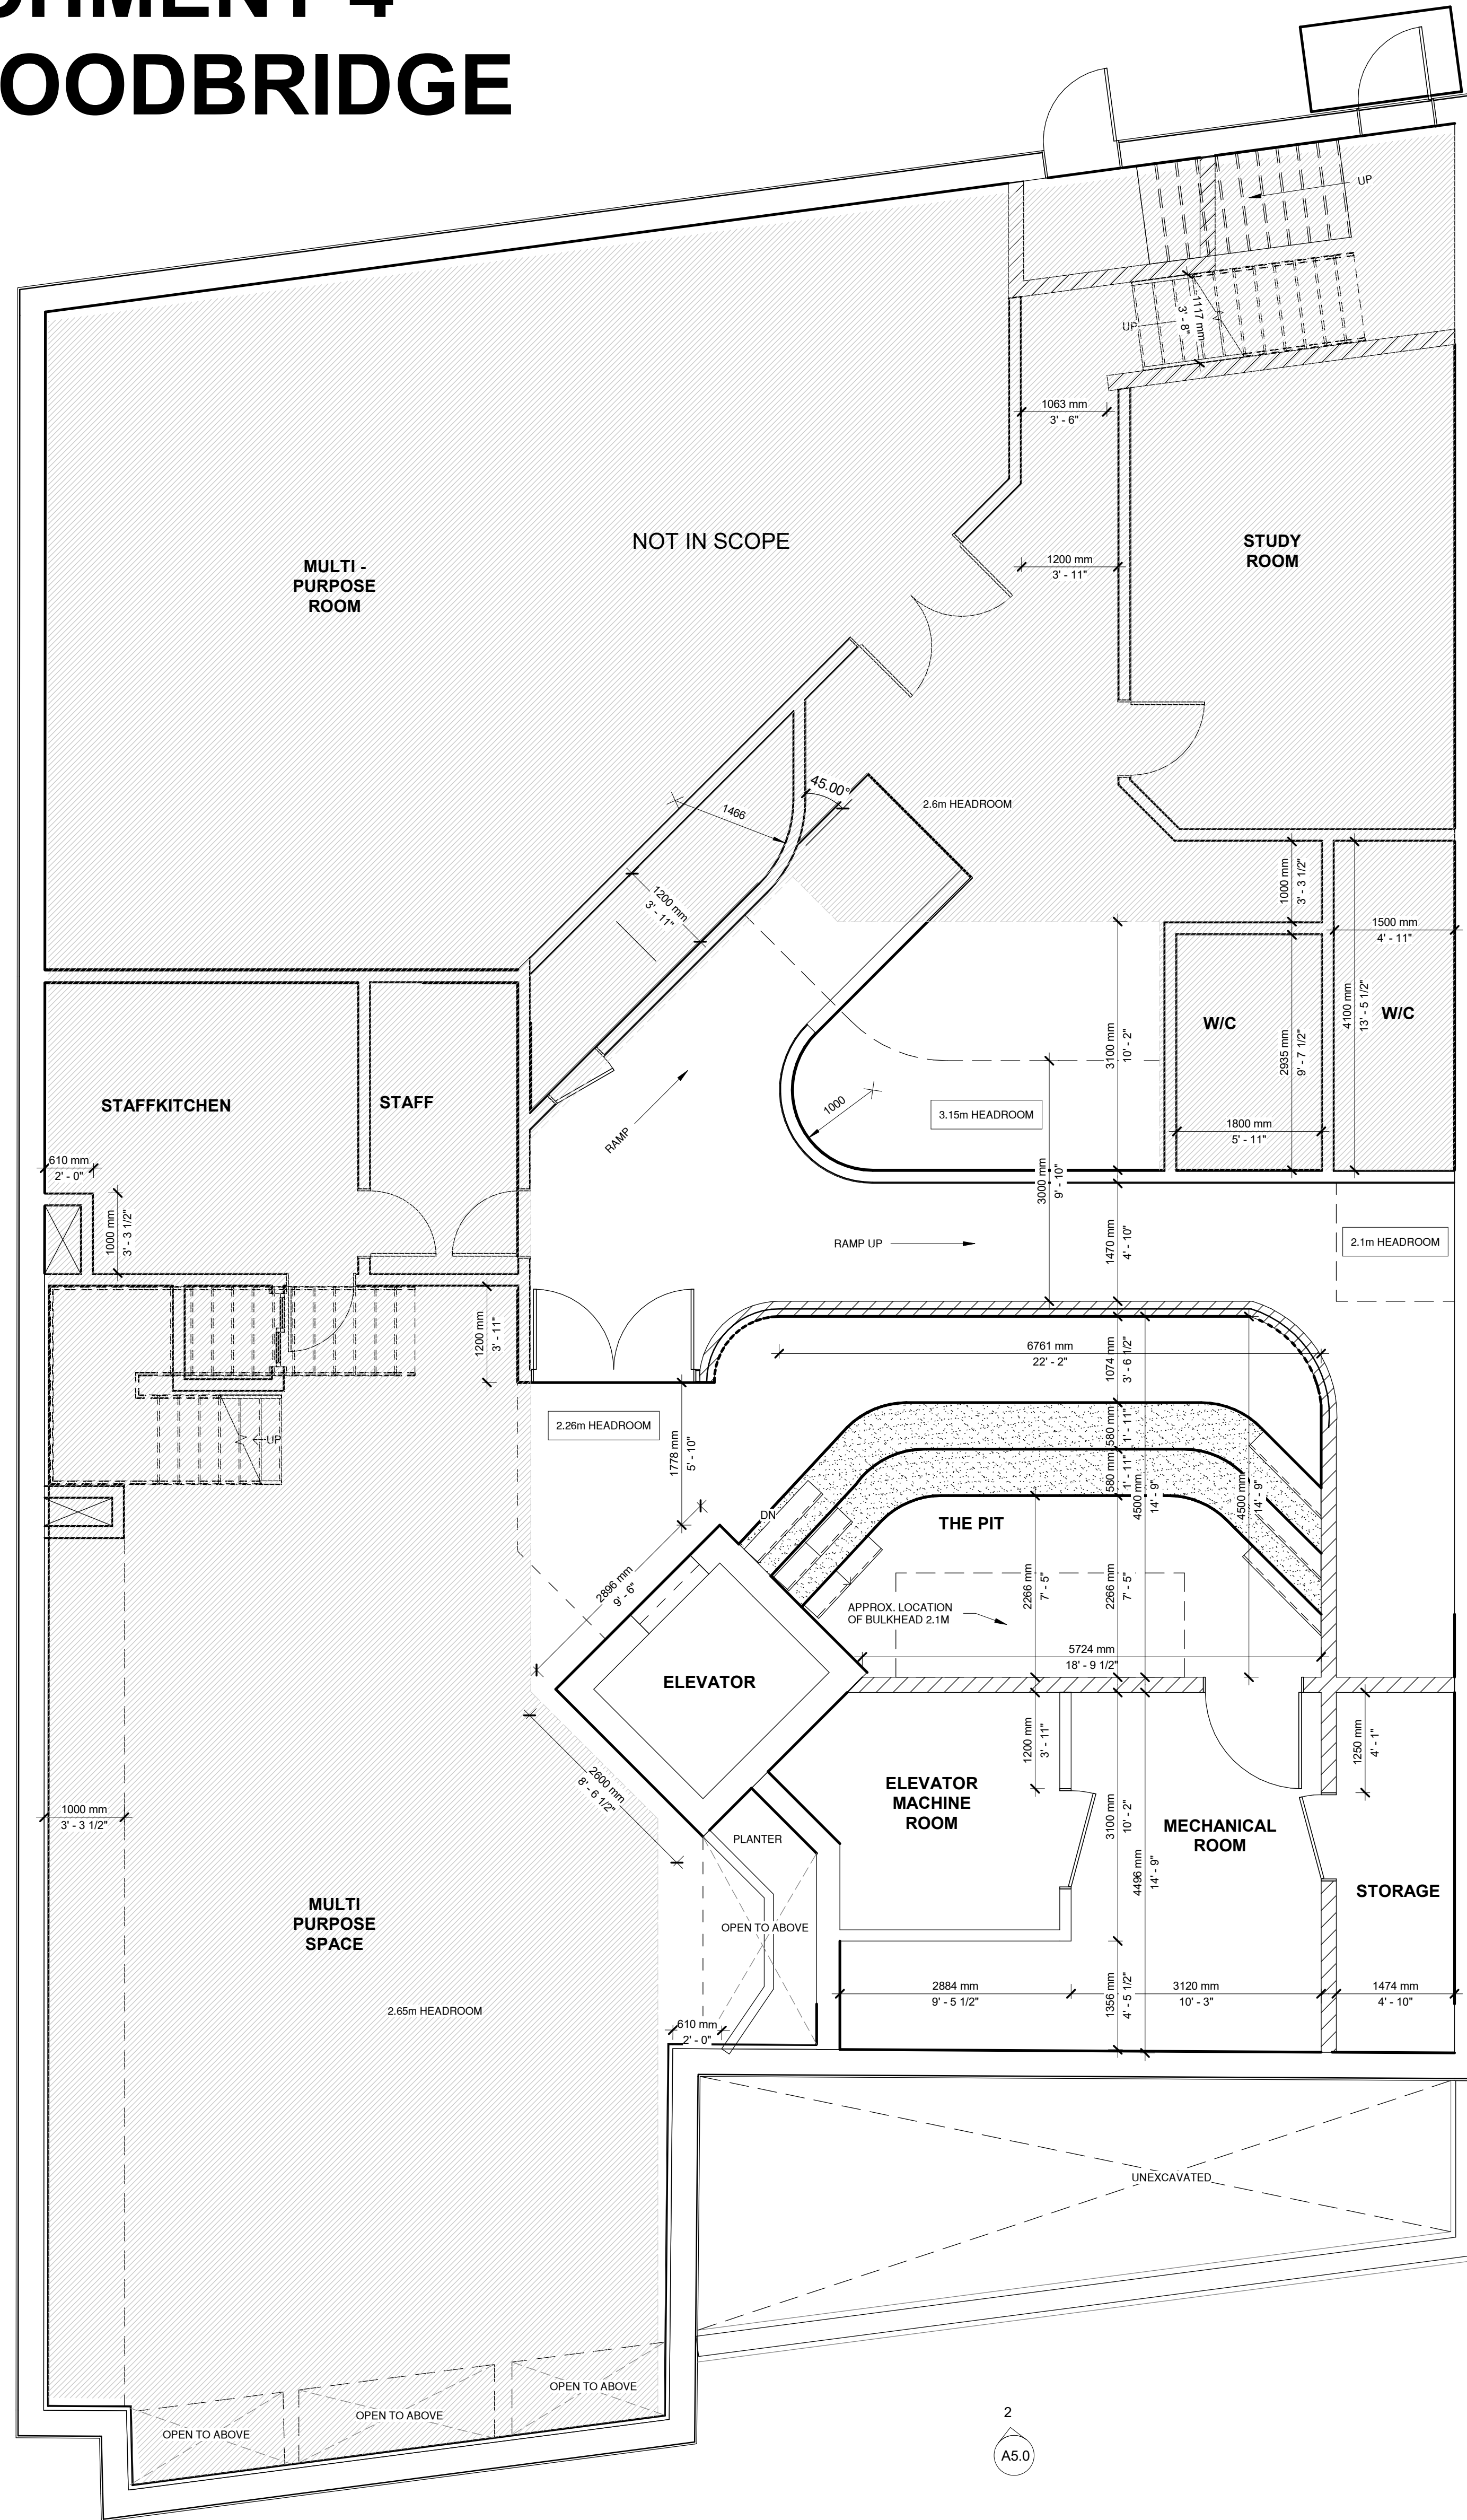 CHMENT 4
OODBRIDGE
UP
1117 mm
3' - 8"
UP
1063 mm
3' - 6"
NOT IN SCOPE
STUDY
ROOM
MULTI -
PURPOSE
ROOM
1200 mm
3' - 11"
45.00°
2.6m HEADROOM
1466
1200 mm
3' - 11"
1000 mm
3' - 3 1/2"
1500 mm
4' - 11"
W/C
W/C
4100 mm
13' - 5 1/2"
2935 mm
9' - 7 1/2"
3100 mm
10' - 2"
STAFFKITCHEN
STAFF
1000
3.15m HEADROOM
1800 mm
5' - 11"
RAMP
610 mm
2' - 0"
3000 mm
9' - 10"
1000 mm
3' - 3 1/2"
RAMP UP
1470 mm
4' - 10"
2.1m HEADROOM
1200 mm
3' - 11"
6761 mm
22' - 2"
1074 mm
3' - 6 1/2"
2.26m HEADROOM
UP
1778 mm
5' - 10"
580 mm
1' - 11"
580 mm
1' - 11"
4500 mm
14' - 9"
4500 mm
14' - 9"
DN
THE PIT
2896 mm
9' - 6"
2266 mm
7' - 5"
2266 mm
7' - 5"
APPROX. LOCATION
OF BULKHEAD 2.1M
5724 mm
18' - 9 1/2"
ELEVATOR
1200 mm
3' - 11"
1250 mm
4' - 1"
2600 mm
8' - 6 1/2"
ELEVATOR
MACHINE
ROOM
1000 mm
3' - 3 1/2"
3100 mm
10' - 2"
MECHANICAL
ROOM
PLANTER
4496 mm
14' - 9"
STORAGE
MULTI
PURPOSE
SPACE
OPEN TO ABOVE
2884 mm
9' - 5 1/2"
1356 mm
4' - 5 1/2"
3120 mm
10' - 3"
1474 mm
4' - 10"
2.65m HEADROOM
610 mm
2' - 0"
UNEXCAVATED
OPEN TO ABOVE
OPEN TO ABOVE
OPEN TO ABOVE
2
A5.0